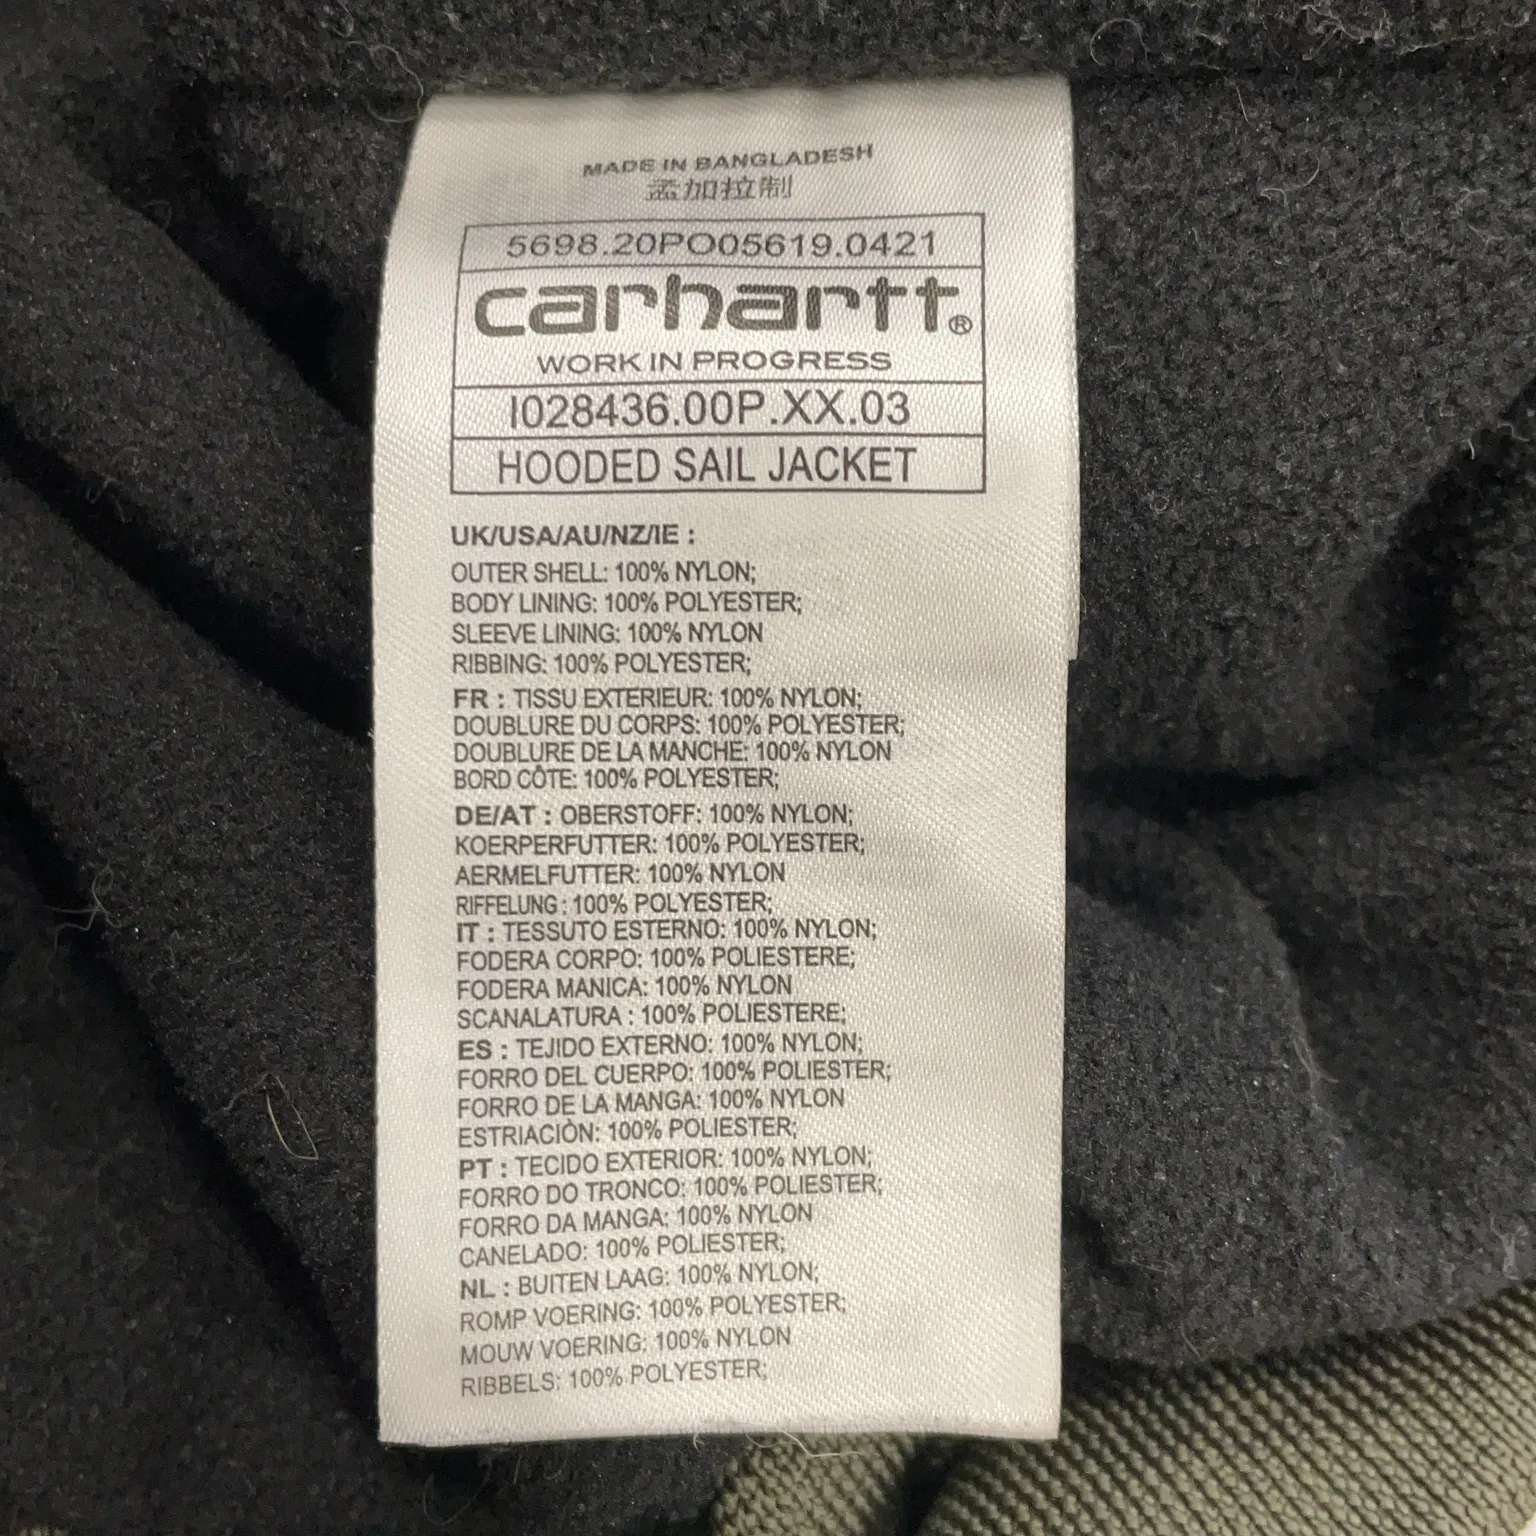 MADE IN BANGLADESH
孟加拉制
5698.20PO05619.0421
carhartt®
WORK IN PROGRESS
I028436.00P.XX.03
HOODED SAIL JACKET
UK/USA/AU/NZ/IE :
OUTER SHELL: 100% NYLON;
BODY LINING: 100% POLYESTER;
SLEEVE LINING: 100% NYLON
RIBBING: 100% POLYESTER;
FR : TISSU EXTERIEUR: 100% NYLON;
DOUBLURE DU CORPS: 100% POLYESTER;
DOUBLURE DE LA MANCHE: 100% NYLON
BORD CÔTE: 100% POLYESTER;
DE/AT : OBERSTOFF: 100% NYLON;
KOERPERFUTTER: 100% POLYESTER;
AERMELFUTTER: 100% NYLON
RIFFELUNG : 100% POLYESTER;
IT : TESSUTO ESTERNO: 100% NYLON;
FODERA CORPO: 100% POLIESTERE;
FODERA MANICA: 100% NYLON
SCANALATURA : 100% POLIESTERE;
ES : TEJIDO EXTERNO: 100% NYLON;
FORRO DEL CUERPO: 100% POLIESTER;
FORRO DE LA MANGA: 100% NYLON
ESTRIACIÒN: 100% POLIESTER;
PT : TECIDO EXTERIOR: 100% NYLON;
FORRO DO TRONCO: 100% POLIESTER;
FORRO DA MANGA: 100% NYLON
CANELADO: 100% POLIESTER;
NL : BUITEN LAAG: 100% NYLON;
ROMP VOERING: 100% POLYESTER;
MOUW VOERING: 100% NYLON
RIBBELS: 100% POLYESTER;